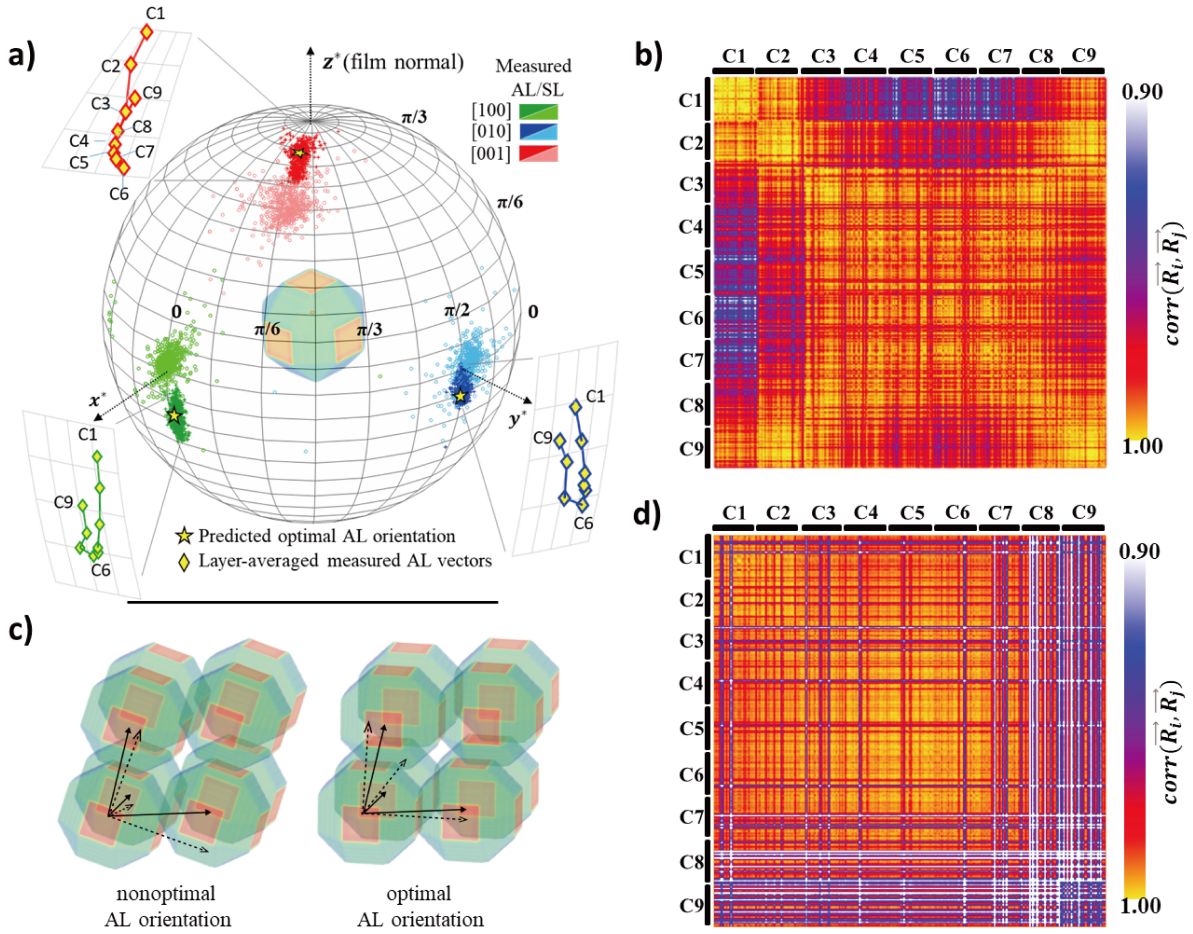 a)
C1
C2
C3
C9
C4
C8
C5
C7
C6
z* (film normal)
Measured
AL/SL
[100]
[010]
[001]
π/3
π/6
0
π/6
π/3
π/2
0
x*
y*
C1
C9
C6
C1
C9
C6
Predicted optimal AL orientation
Layer-averaged measured AL vectors
b)
C1 C2 C3 C4 C5 C6 C7 C8 C9
C1
C2
C3
C4
C5
C6
C7
C8
C9
0.90
corr(R⃗i, R⃗j)
1.00
c)
nonoptimal
AL orientation
optimal
AL orientation
d)
C1 C2 C3 C4 C5 C6 C7 C8 C9
C1
C2
C3
C4
C5
C6
C7
C8
C9
0.90
corr(R⃗i, R⃗j)
1.00